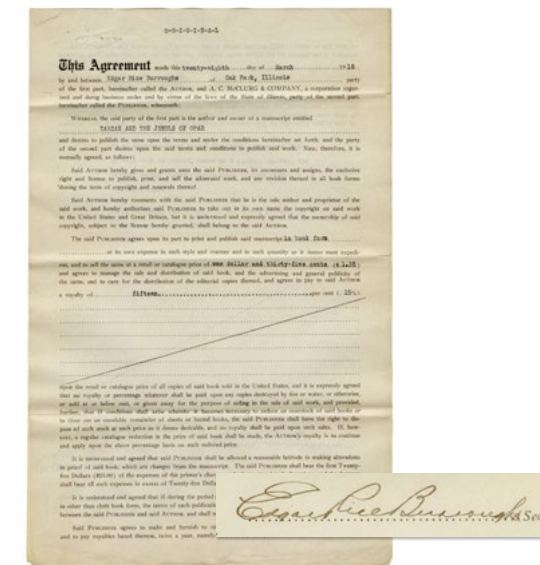 O-R-I-G-I-N-A-L
This Agreement made this twenty-eighth day of March 1918
by and between Edgar Rice Burroughs of Oak Park, Illinois party
of the first part, hereinafter called the AUTHOR, and A. C. McCLURG & COMPANY, a corporation organ-
ized and doing business under and by virtue of the laws of the State of Illinois, party of the second part,
hereinafter called the PUBLISHER, witnesseth:
WHEREAS, the said party of the first part is the author and owner of a manuscript entitled
TARZAN AND THE JEWELS OF OPAR
and desires to publish the same upon the terms and under the conditions hereinafter set forth, and the party
of the second part desires upon the said terms and conditions to publish said work. Now, therefore, it is
mutually agreed, as follows:
Said AUTHOR hereby gives and grants unto the said PUBLISHER, its successors and assigns, the exclusive
right and license to publish, print, and sell the aforesaid work, and any revision thereof in all book forms
during the term of copyright and renewals thereof.
Said AUTHOR hereby covenants with the said PUBLISHER that he is the sole author and proprietor of the
said work, and hereby authorizes said PUBLISHER to take out in its own name the copyright on said work
in the United States and Great Britain, but it is understood and expressly agreed that the ownership of said
copyright, subject to the license hereby granted, shall belong to the said AUTHOR.
The said PUBLISHER agrees upon its part to print and publish said manuscript in book form
at its own expense in such style and manner and in such quantity as it deems most expedi-
ent, and to sell the same at a retail or catalogue price of one dollar and thirty-five cents ($1.35)
and agrees to manage the sale and distribution of said book, and the advertising and general publicity of
the same, and to care for the distribution of the editorial copies thereof, and agrees to pay to said AUTHOR
a royalty of fifteen per cent (15%)
upon the retail or catalogue price of all copies of said book sold in the United States, and it is expressly agreed
that no royalty or percentage whatever shall be paid upon any copies destroyed by fire or water, or otherwise,
or sold at or below cost, or given away for the purpose of aiding in the sale of said work, and provided,
further, that if conditions shall arise whereby it becomes necessary to reduce an overstock of said books or
to close out an unsalable remainder of sheets or bound books, the said PUBLISHER shall have the right to dis-
pose of such stock at such price as it deems desirable, and no royalty shall be paid upon such sales. If, how-
ever, a regular catalogue reduction in the price of said book shall be made, the AUTHOR'S royalty is to continue
and apply upon the above percentage basis on such reduced price.
It is understood and agreed that said PUBLISHER shall be allowed a reasonable latitude in making alterations
in proof of said book, which are changes from the manuscript. The said PUBLISHER shall bear the first Twenty-
five Dollars ($25.00) of the expenses of the printer's
shall bear all such expenses in excess of Twenty-five
It is understood and agreed that if during the period
in other than cloth book form, the terms of each publication
between the said PUBLISHER and said AUTHOR, and shall
Said PUBLISHER agrees to make and furnish to
and to pay royalties based thereon, twice a year,
Edgar Rice Burroughs